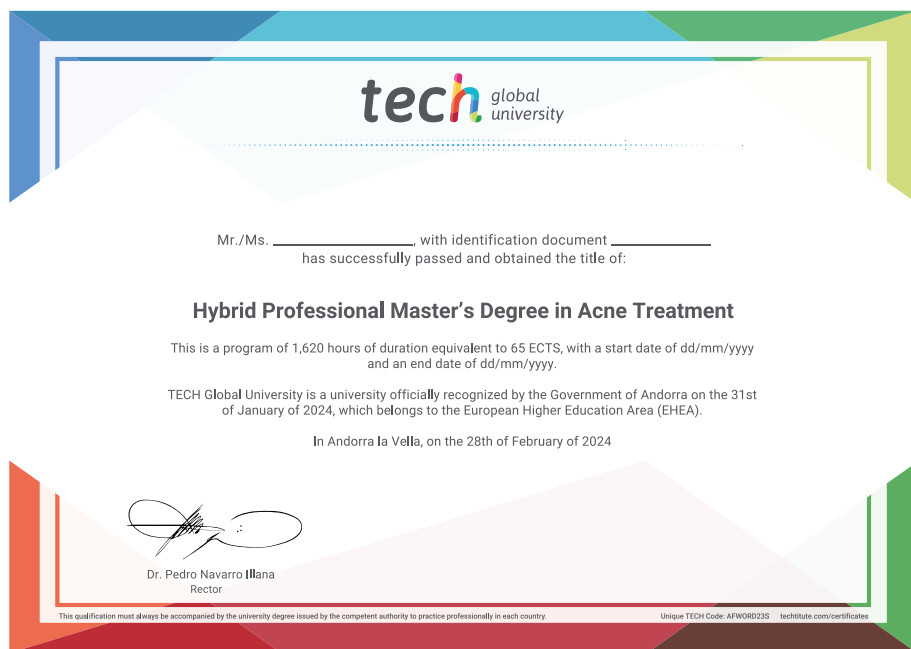 tech global university
Mr./Ms. ____________________, with identification document ______________
has successfully passed and obtained the title of:
Hybrid Professional Master’s Degree in Acne Treatment
This is a program of 1,620 hours of duration equivalent to 65 ECTS, with a start date of dd/mm/yyyy
and an end date of dd/mm/yyyy.
TECH Global University is a university officially recognized by the Government of Andorra on the 31st
of January of 2024, which belongs to the European Higher Education Area (EHEA).
In Andorra la Vella, on the 28th of February of 2024
Dr. Pedro Navarro Illana
Rector
This qualification must always be accompanied by the university degree issued by the competent authority to practice professionally in each country.
Unique TECH Code: AFWORD23S techtitute.com/certificates